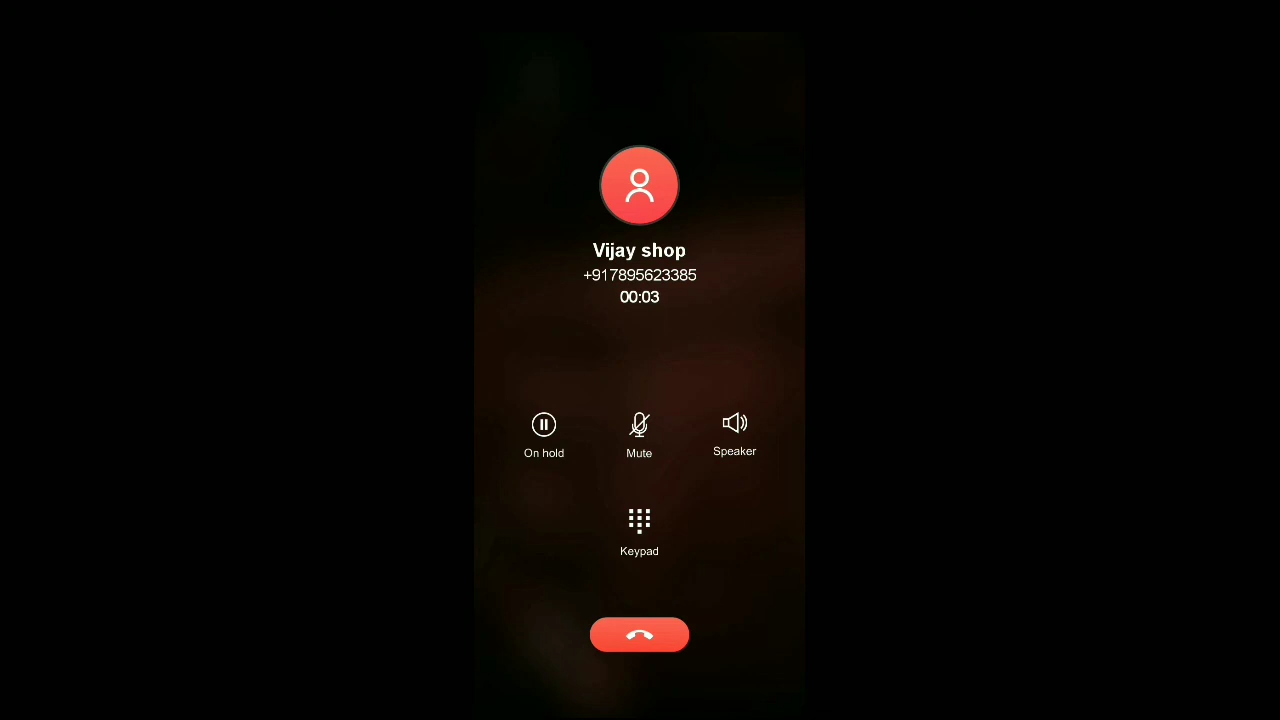 Vijay shop
+917895623385
00:03
On hold
Mute
Speaker
Keypad